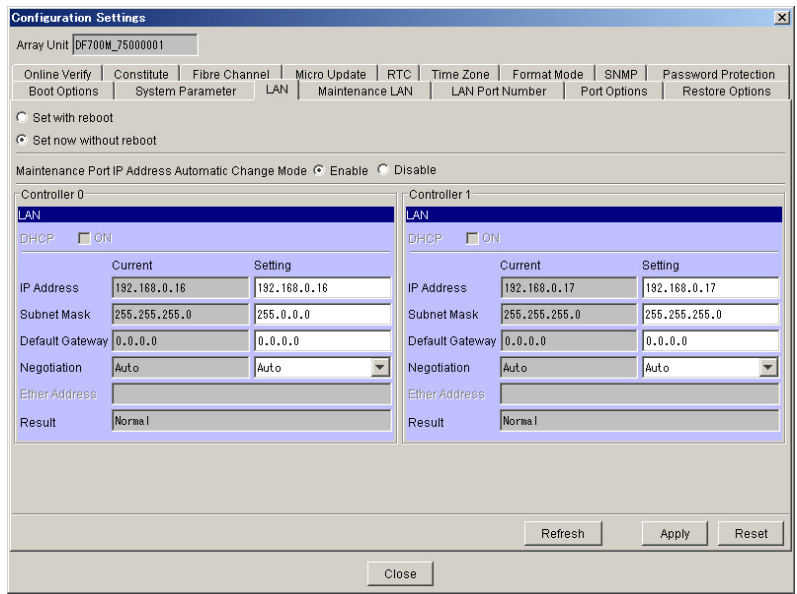 Configuration Settings
Array Unit DF700M_75000001
Online Verify Constitute Fibre Channel Micro Update RTC Time Zone Format Mode SNMP Password Protection
Boot Options System Parameter LAN Maintenance LAN LAN Port Number Port Options Restore Options
Set with reboot
Set now without reboot
Maintenance Port IP Address Automatic Change Mode Enable Disable
Controller 0 Controller 1
LAN LAN
DHCP ON DHCP ON
Current Setting Current Setting
IP Address 192.168.0.16 192.168.0.16 IP Address 192.168.0.17 192.168.0.17
Subnet Mask 255.255.255.0 255.0.0.0 Subnet Mask 255.255.255.0 255.255.255.0
Default Gateway 0.0.0.0 0.0.0.0 Default Gateway 0.0.0.0 0.0.0.0
Negotiation Auto Auto Negotiation Auto Auto
Ether Address Ether Address
Result Normal Result Normal
Refresh Apply Reset
Close